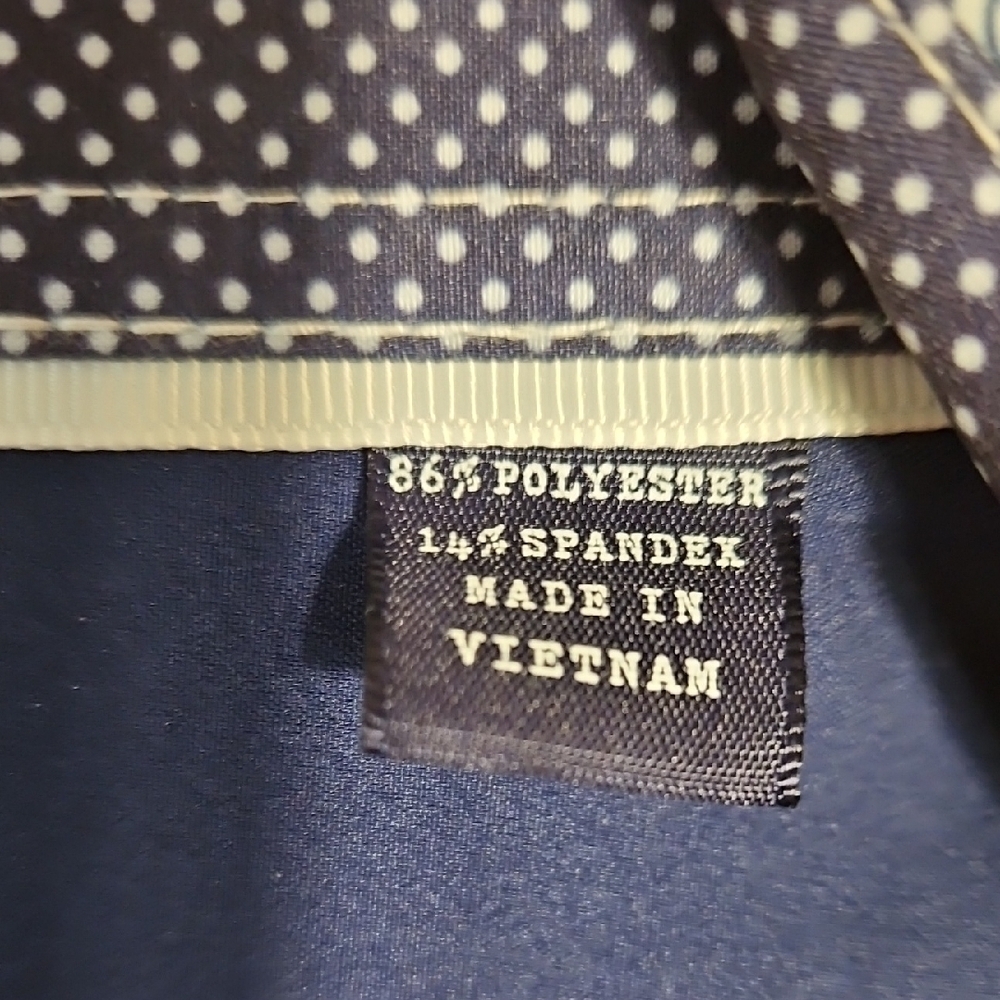 86% POLYESTER
14% SPANDEX
MADE IN
VIETNAM